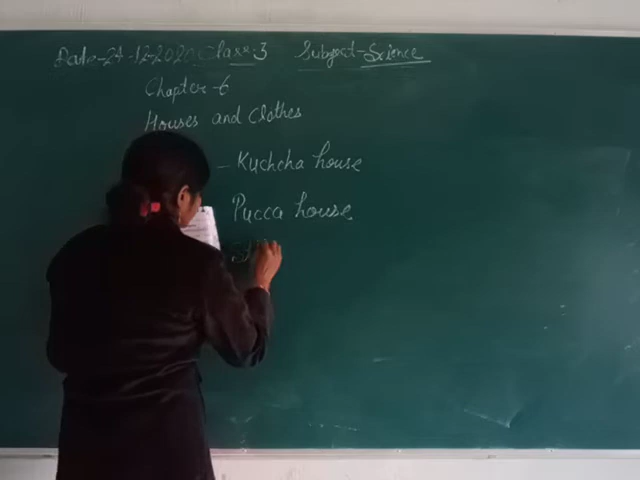 Date-24-12-2020 Class:3 Subject-Science
Chapter-6
Houses and Clothes
- Kuchcha house
Pucca house